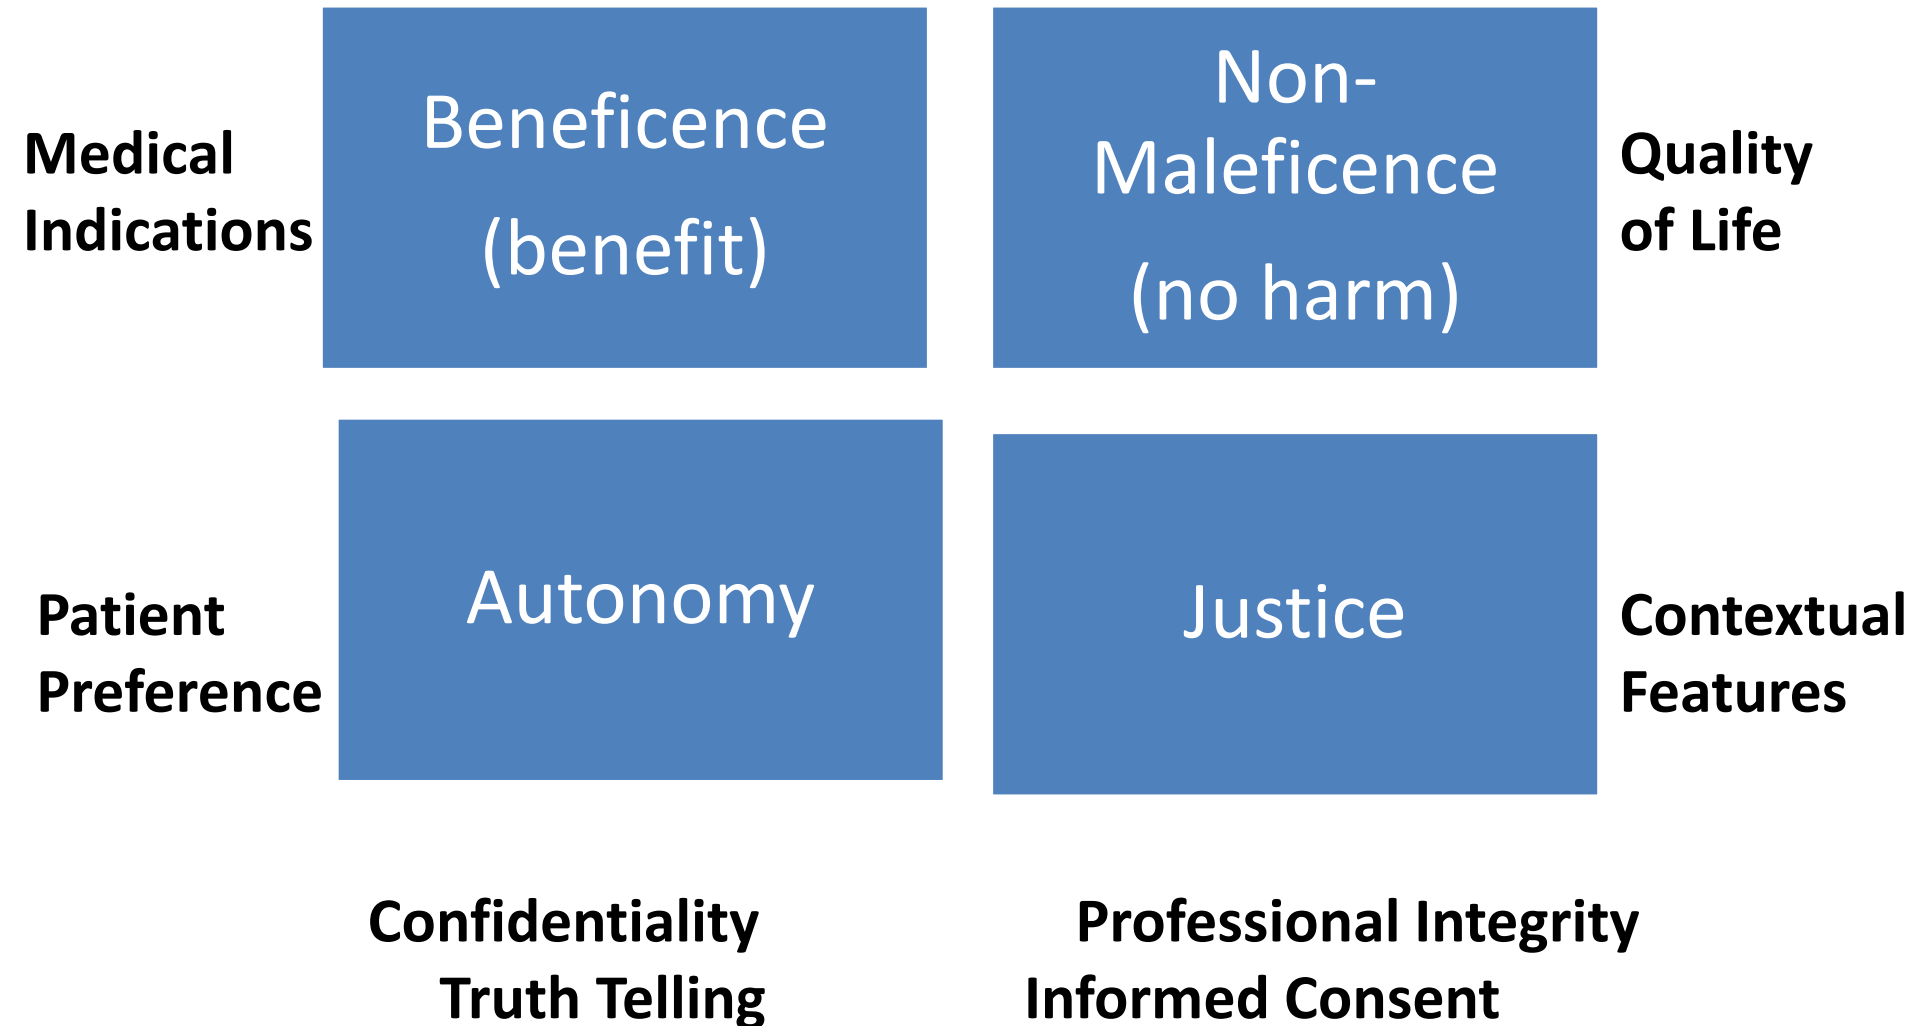 Medical
Indications
Beneficence
(benefit)
Non-
Maleficence
(no harm)
Quality
of Life
Patient
Preference
Autonomy
Justice
Contextual
Features
Confidentiality
Truth Telling
Professional Integrity
Informed Consent